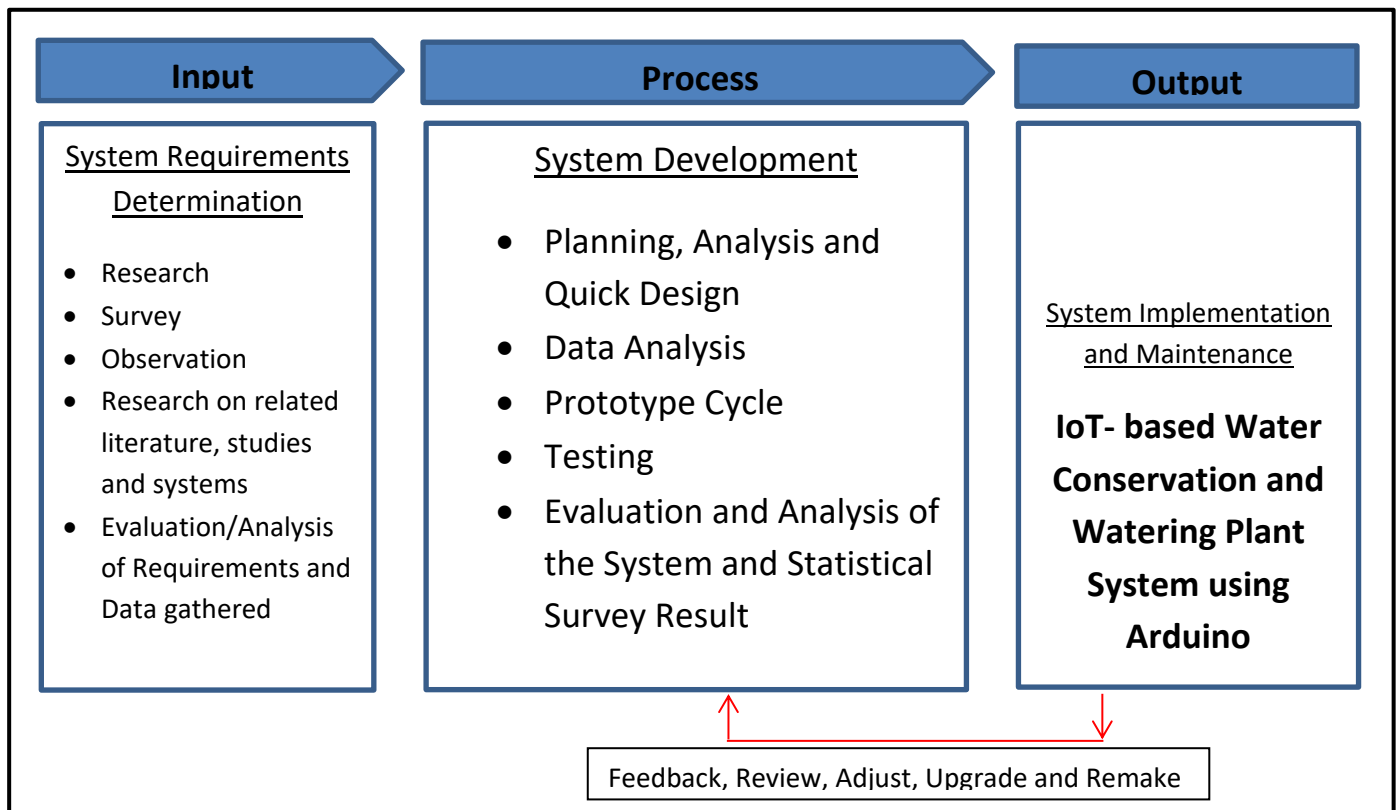 Input
Process
Output
System Requirements
Determination
• Research
• Survey
• Observation
• Research on related
literature, studies
and systems
• Evaluation/Analysis
of Requirements and
Data gathered
System Development
• Planning, Analysis and
Quick Design
• Data Analysis
• Prototype Cycle
• Testing
• Evaluation and Analysis of
the System and Statistical
Survey Result
System Implementation
and Maintenance
IoT- based Water
Conservation and
Watering Plant
System using
Arduino
Feedback, Review, Adjust, Upgrade and Remake